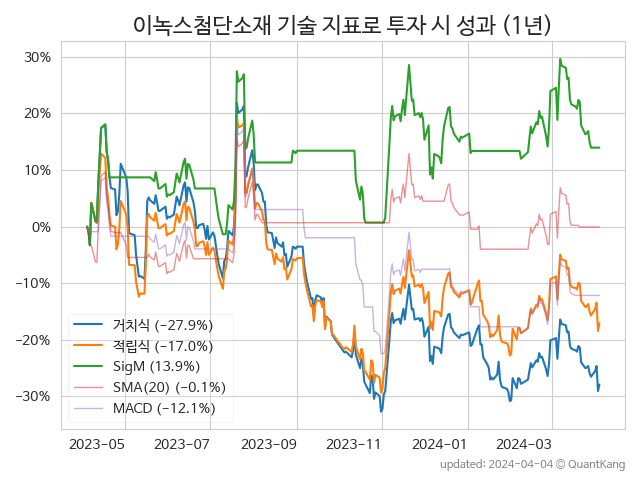 이녹스첨단소재 기술 지표로 투자 시 성과 (1년)
30%
20%
10%
0%
−10%
−20%
−30%
거치식 (−27.9%)
적립식 (−17.0%)
SigM (13.9%)
SMA(20) (−0.1%)
MACD (−12.1%)
2023-05
2023-07
2023-09
2023-11
2024-01
2024-03
updated: 2024-04-04 © QuantKang